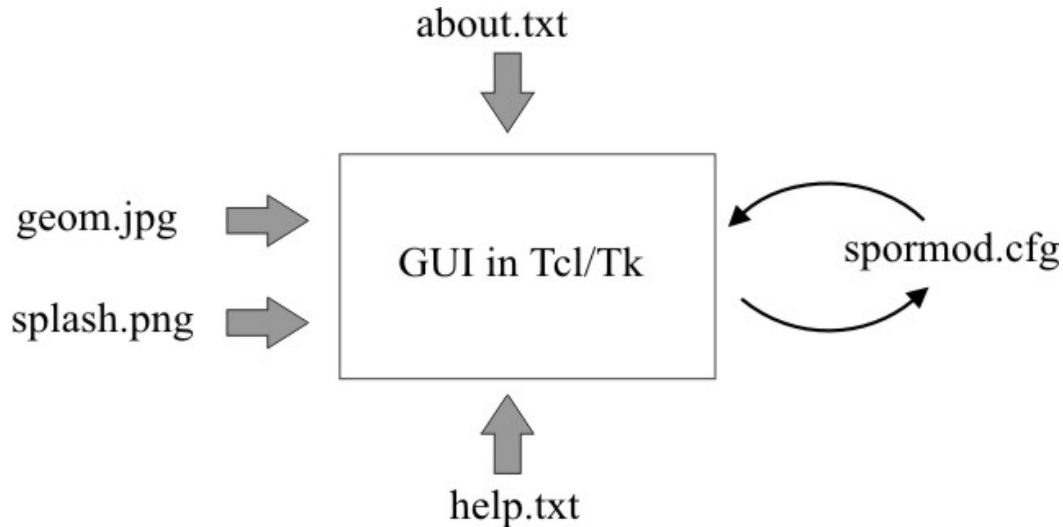 about.txt
geom.jpg
GUI in Tcl/Tk
spormod.cfg
splash.png
help.txt